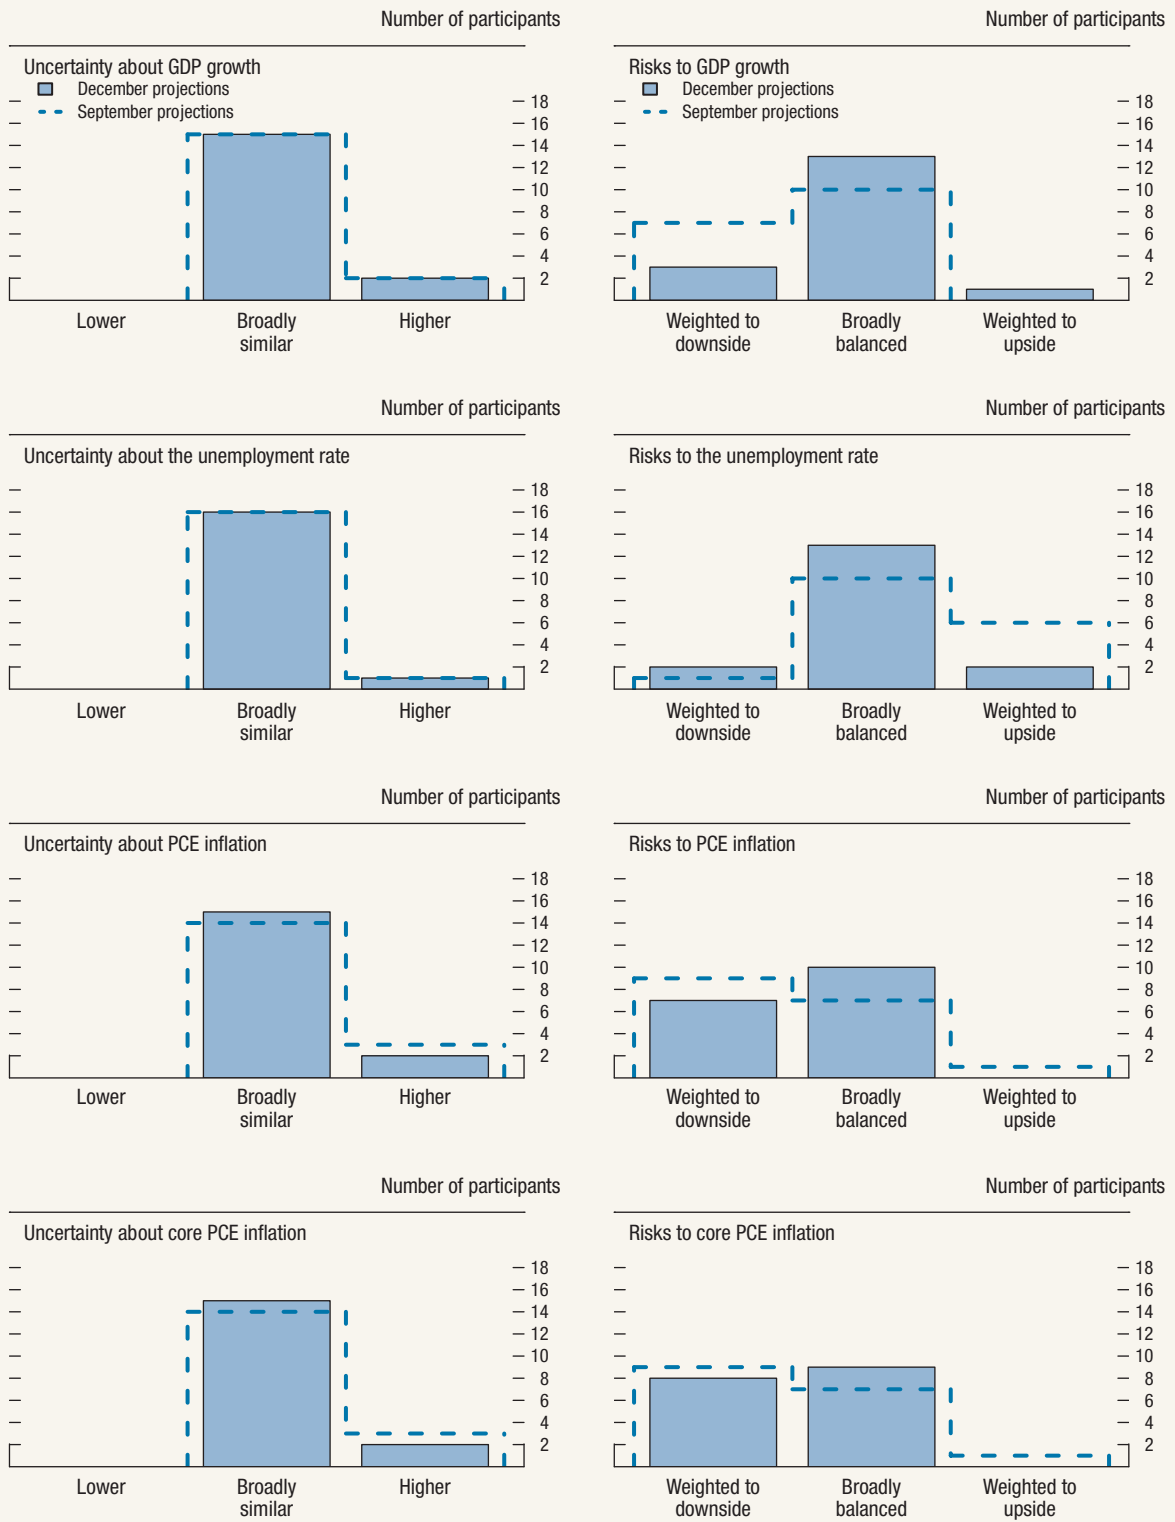 Number of participants
Uncertainty about GDP growth
December projections
September projections
18
16
14
12
10
8
6
4
2
Lower
Broadly
similar
Higher
Number of participants
Risks to GDP growth
December projections
September projections
18
16
14
12
10
8
6
4
2
Weighted to
downside
Broadly
balanced
Weighted to
upside
Number of participants
Uncertainty about the unemployment rate
18
16
14
12
10
8
6
4
2
Lower
Broadly
similar
Higher
Number of participants
Risks to the unemployment rate
18
16
14
12
10
8
6
4
2
Weighted to
downside
Broadly
balanced
Weighted to
upside
Number of participants
Uncertainty about PCE inflation
18
16
14
12
10
8
6
4
2
Lower
Broadly
similar
Higher
Number of participants
Risks to PCE inflation
18
16
14
12
10
8
6
4
2
Weighted to
downside
Broadly
balanced
Weighted to
upside
Number of participants
Uncertainty about core PCE inflation
18
16
14
12
10
8
6
4
2
Lower
Broadly
similar
Higher
Number of participants
Risks to core PCE inflation
18
16
14
12
10
8
6
4
2
Weighted to
downside
Broadly
balanced
Weighted to
upside